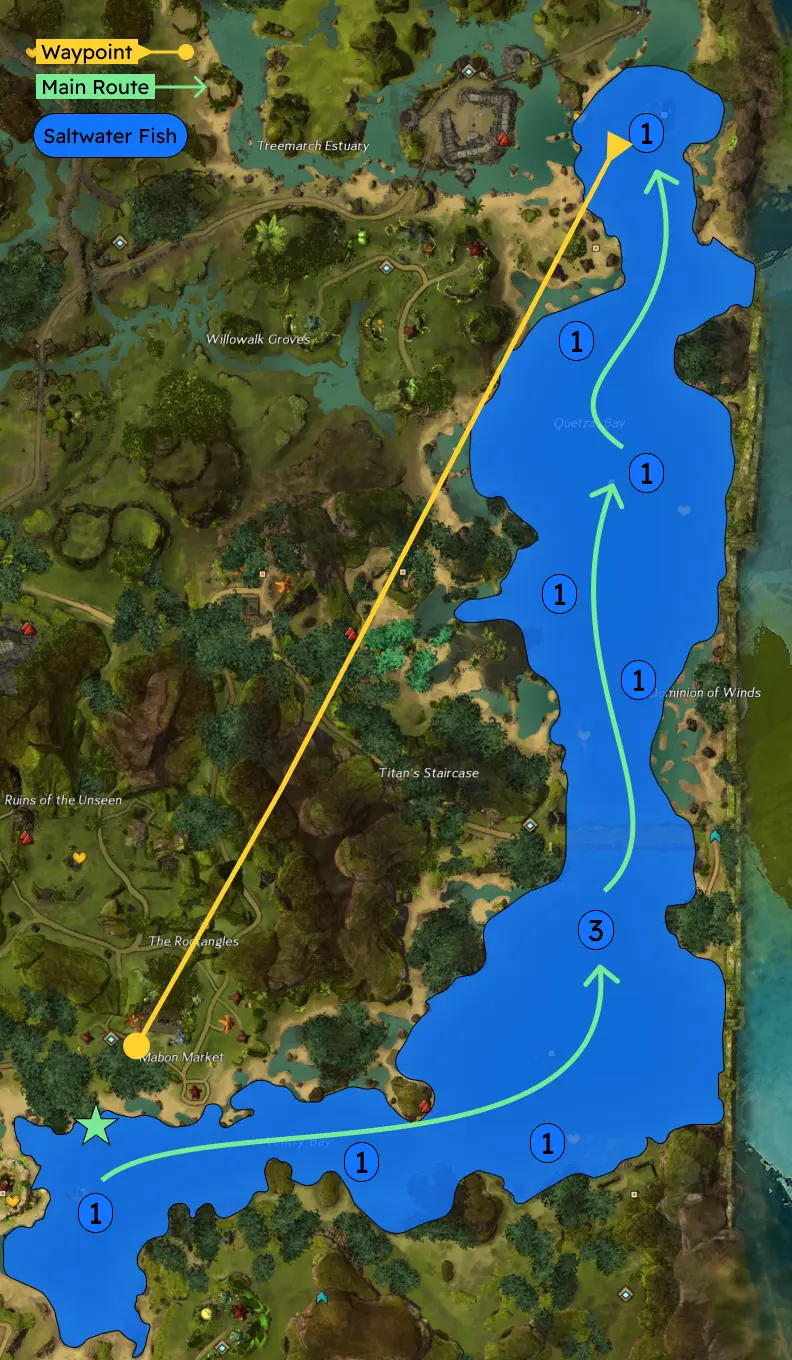 Waypoint
Main Route
Saltwater Fish
1
Treemarch Estuary
Willowalk Groves
1
Quetzal Bay
1
1
1
Dominion of Winds
Titan's Staircase
Ruins of the Unseen
3
The Rootangles
Mabon Market
1
1
1